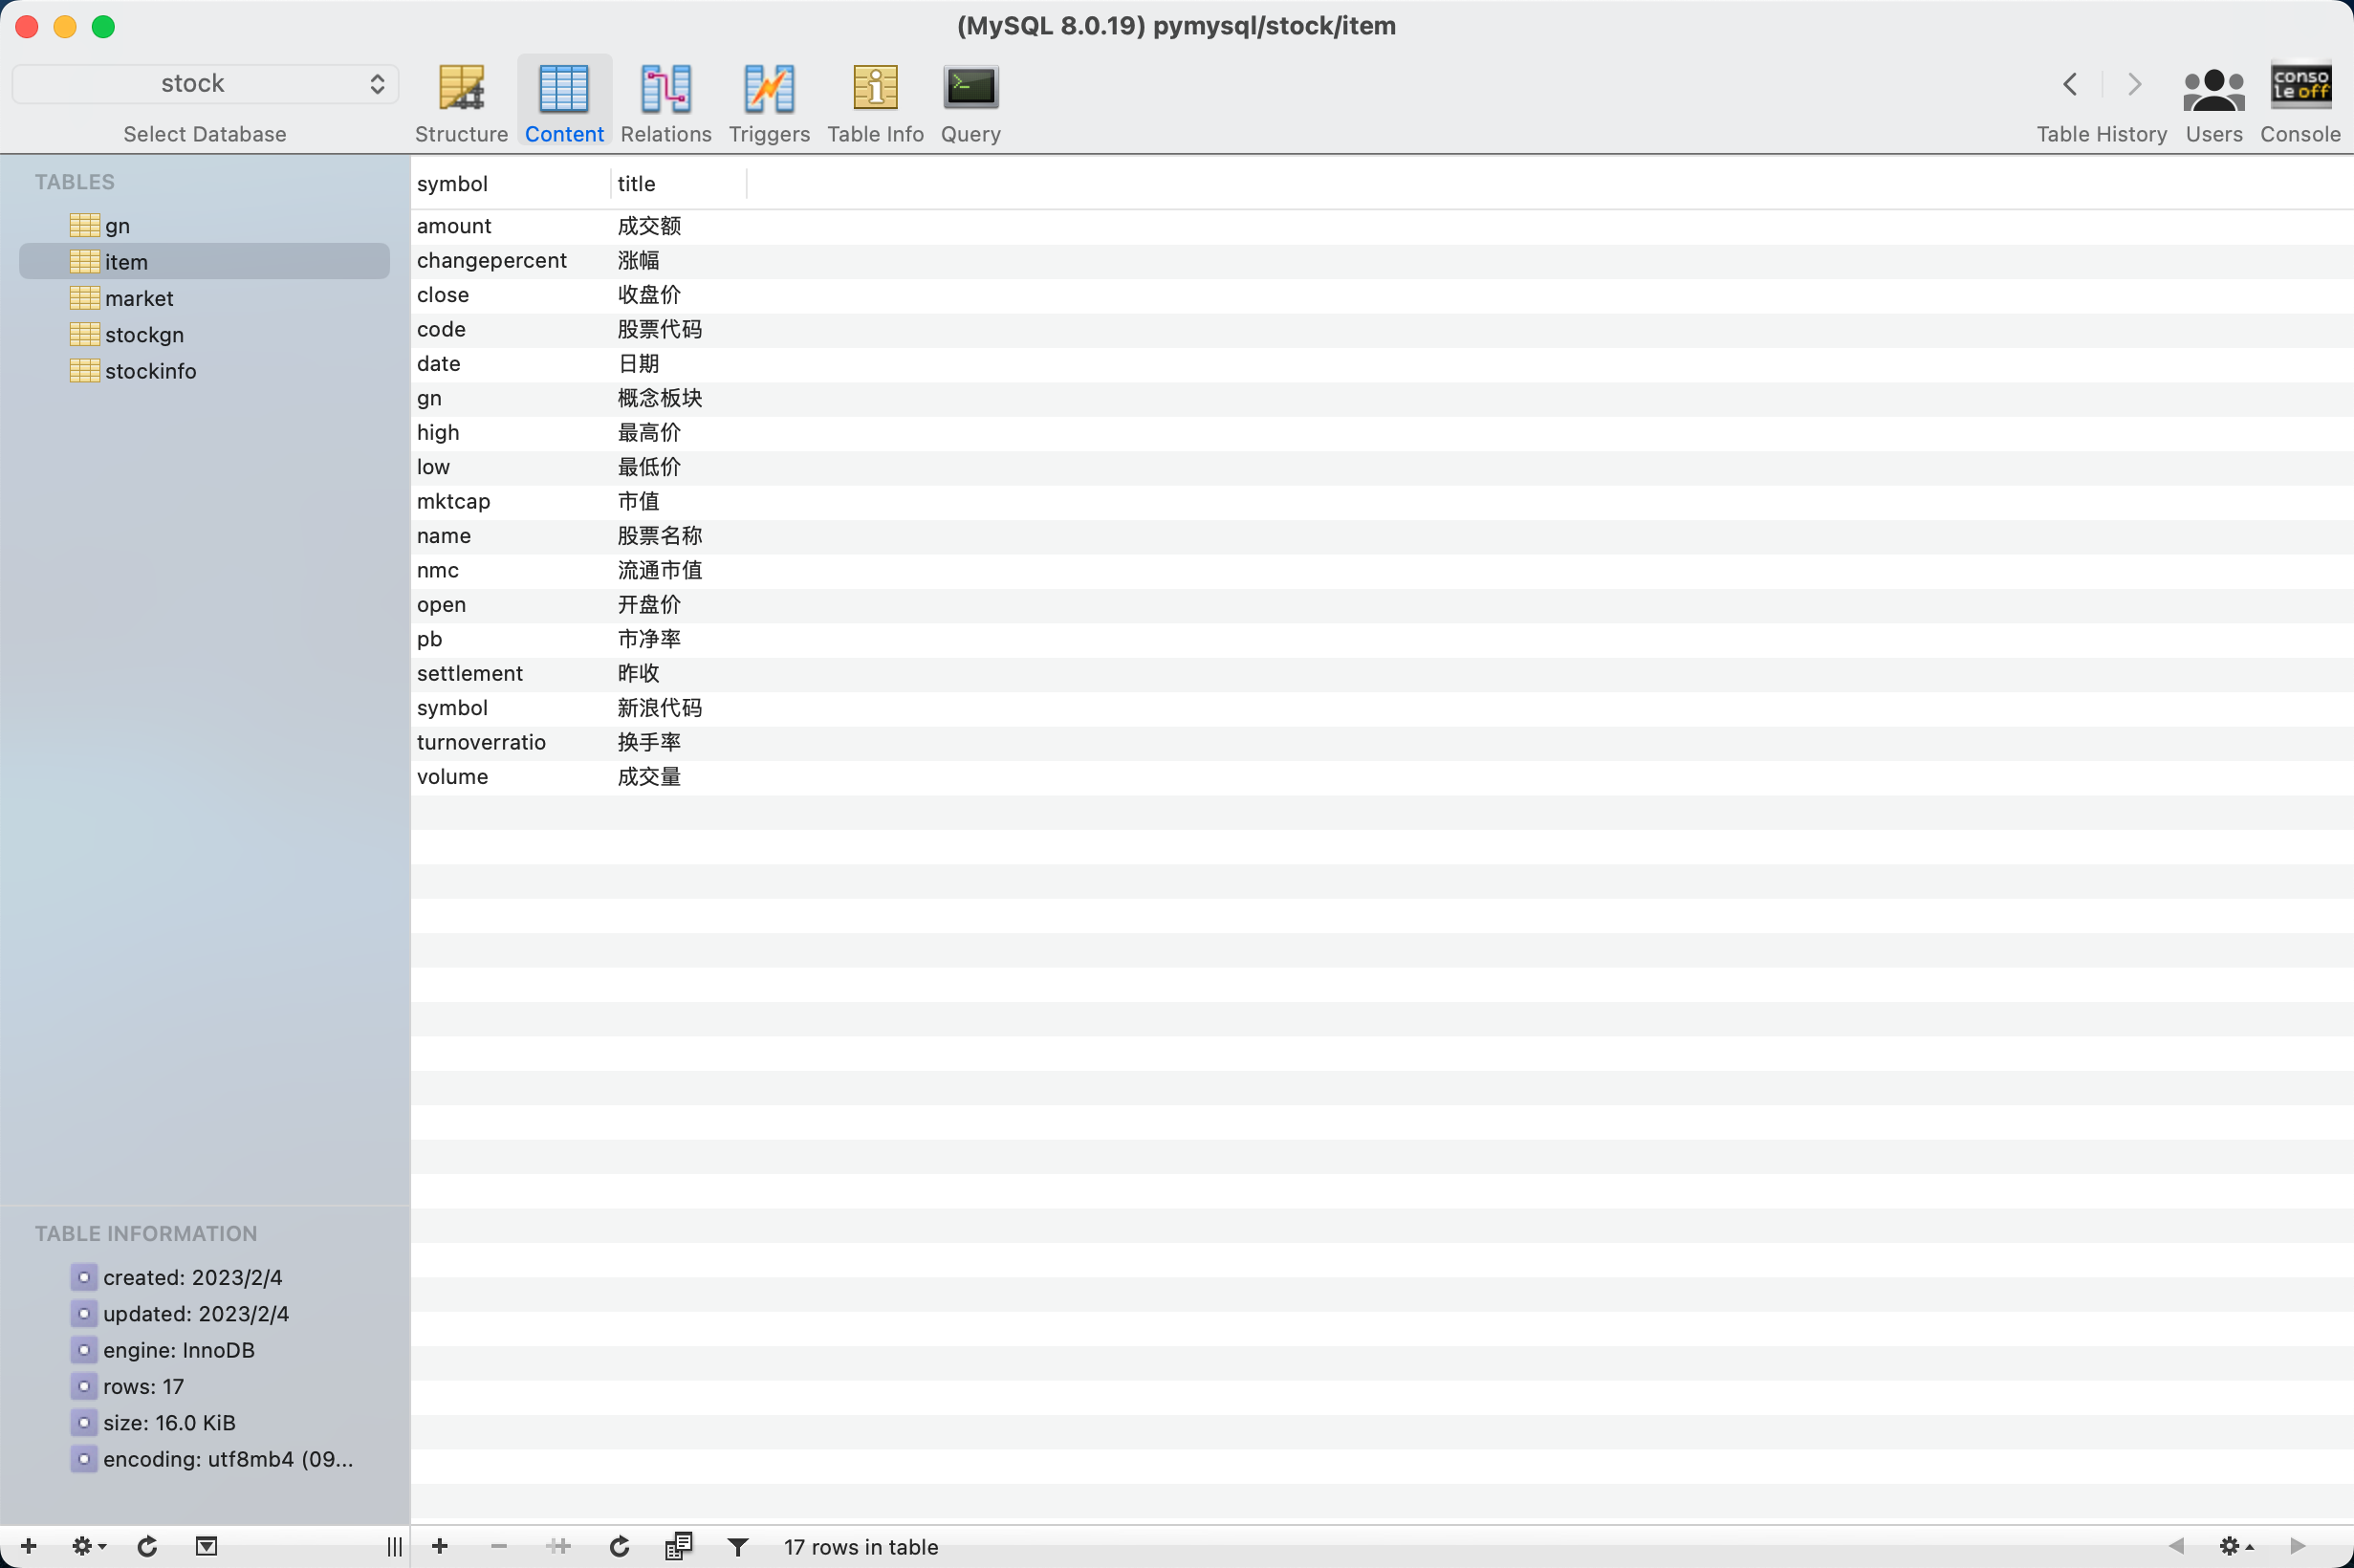 (MySQL 8.0.19) pymysql/stock/item
stock
Select Database
Structure
Content
Relations
Triggers
Table Info
Query
Table History
Users
conso
le off
Console
TABLES
gn
item
market
stockgn
stockinfo
symbol title
amount 成交额
changepercent 涨幅
close 收盘价
code 股票代码
date 日期
gn 概念板块
high 最高价
low 最低价
mktcap 市值
name 股票名称
nmc 流通市值
open 开盘价
pb 市净率
settlement 昨收
symbol 新浪代码
turnoverratio 换手率
volume 成交量
TABLE INFORMATION
created: 2023/2/4
updated: 2023/2/4
engine: InnoDB
rows: 17
size: 16.0 KiB
encoding: utf8mb4 (09...
17 rows in table